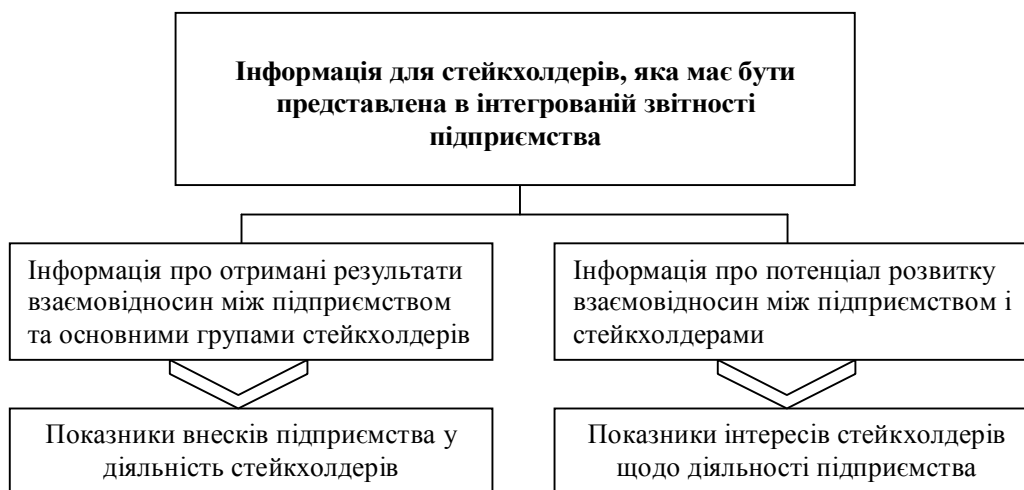 Інформація для стейкхолдерів, яка має бути
представлена в інтегрованій звітності
підприємства
Інформація про отримані результати
взаємовідносин між підприємством
та основними групами стейкхолдерів
Інформація про потенціал розвитку
взаємовідносин між підприємством і
стейкхолдерами
Показники внесків підприємства у
діяльність стейкхолдерів
Показники інтересів стейкхолдерів
щодо діяльності підприємства